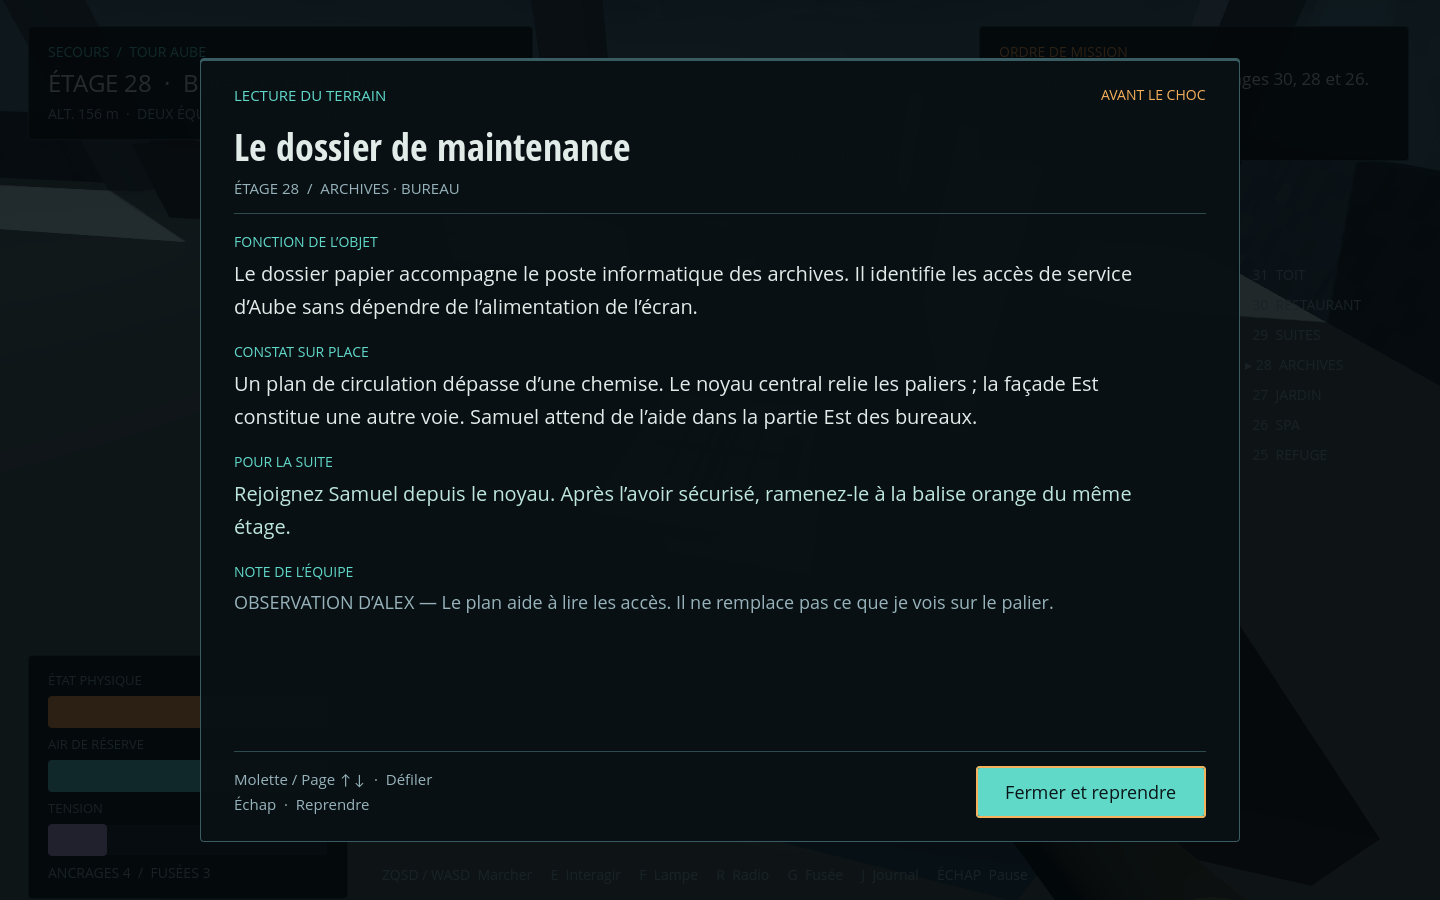 SECOURS / TOUR AUBE
ÉTAGE 28 · B
ALT. 156 m · DEUX ÉQU
ORDRE DE MISSION
ges 30, 28 et 26.
LECTURE DU TERRAIN
AVANT LE CHOC
Le dossier de maintenance
ÉTAGE 28 / ARCHIVES · BUREAU
FONCTION DE L’OBJET
Le dossier papier accompagne le poste informatique des archives. Il identifie les accès de service
d’Aube sans dépendre de l’alimentation de l’écran.
CONSTAT SUR PLACE
Un plan de circulation dépasse d’une chemise. Le noyau central relie les paliers ; la façade Est
constitue une autre voie. Samuel attend de l’aide dans la partie Est des bureaux.
POUR LA SUITE
Rejoignez Samuel depuis le noyau. Après l’avoir sécurisé, ramenez-le à la balise orange du même
étage.
NOTE DE L’ÉQUIPE
OBSERVATION D’ALEX — Le plan aide à lire les accès. Il ne remplace pas ce que je vois sur le palier.
Molette / Page ↑↓ · Défiler
Échap · Reprendre
Fermer et reprendre
31 TOIT
30 RESTAURANT
29 SUITES
▸ 28 ARCHIVES
27 JARDIN
26 SPA
25 REFUGE
ÉTAT PHYSIQUE
AIR DE RÉSERVE
TENSION
ANCRAGES 4 / FUSÉES 3
ZQSD / WASD Marcher E Interagir F Lampe R Radio G Fusée J Journal ÉCHAP Pause